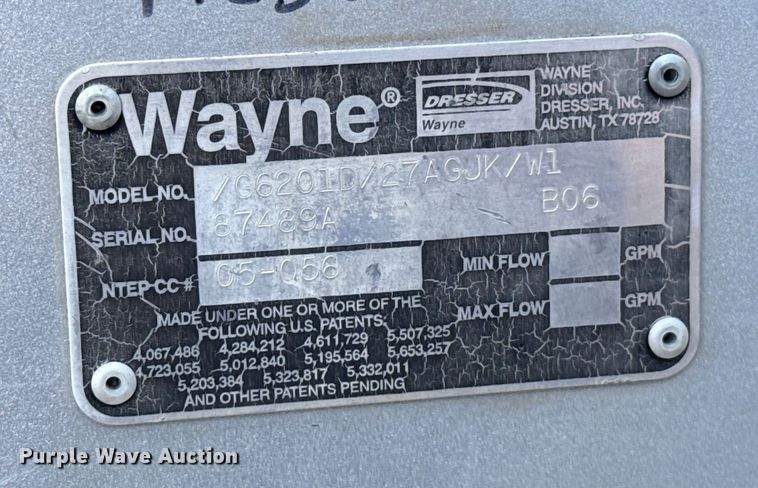 Wayne®
DRESSER
Wayne
WAYNE
DIVISION
DRESSER, INC.
AUSTIN, TX 78728
MODEL NO. /G6201D/27AGJK/W1
SERIAL NO. 87489A B06
NTEP-CC# 05-056
MIN FLOW GPM
MAX FLOW GPM
MADE UNDER ONE OR MORE OF THE
FOLLOWING U.S. PATENTS:
4,067,486 4,284,212 4,611,729 5,507,325
4,723,055 5,012,840 5,195,564 5,653,257
5,203,384 5,323,817 5,332,011
AND OTHER PATENTS PENDING
Purple Wave Auction